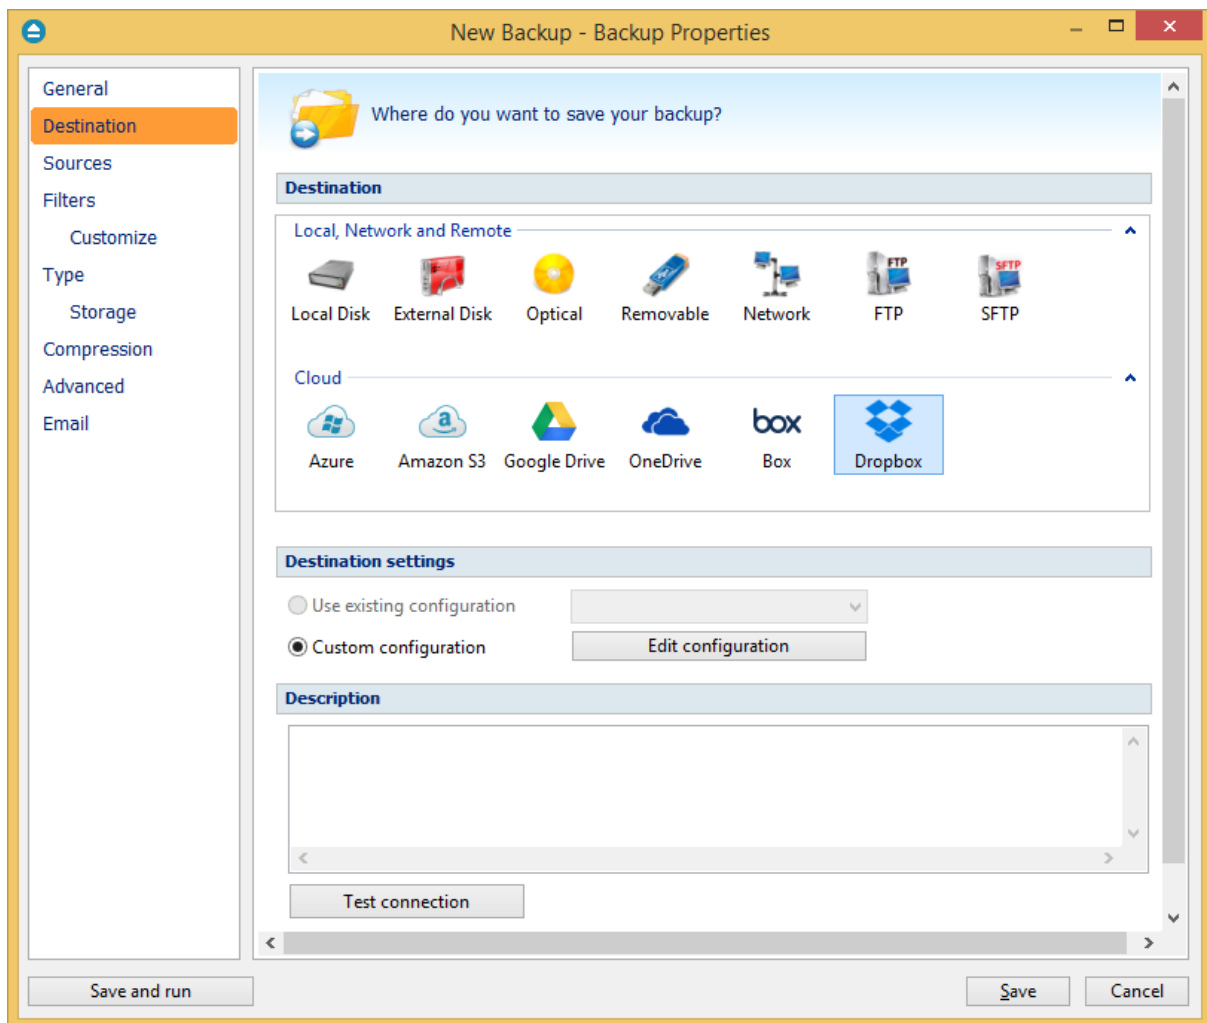 New Backup - Backup Properties
General
Destination
Sources
Filters
Customize
Type
Storage
Compression
Advanced
Email
Where do you want to save your backup?
Destination
Local, Network and Remote
FTP SFTP
Local Disk External Disk Optical Removable Network FTP SFTP
Cloud
a box
Azure Amazon S3 Google Drive OneDrive Box Dropbox
Destination settings
Use existing configuration
Custom configuration Edit configuration
Description
Test connection
Save and run Save Cancel